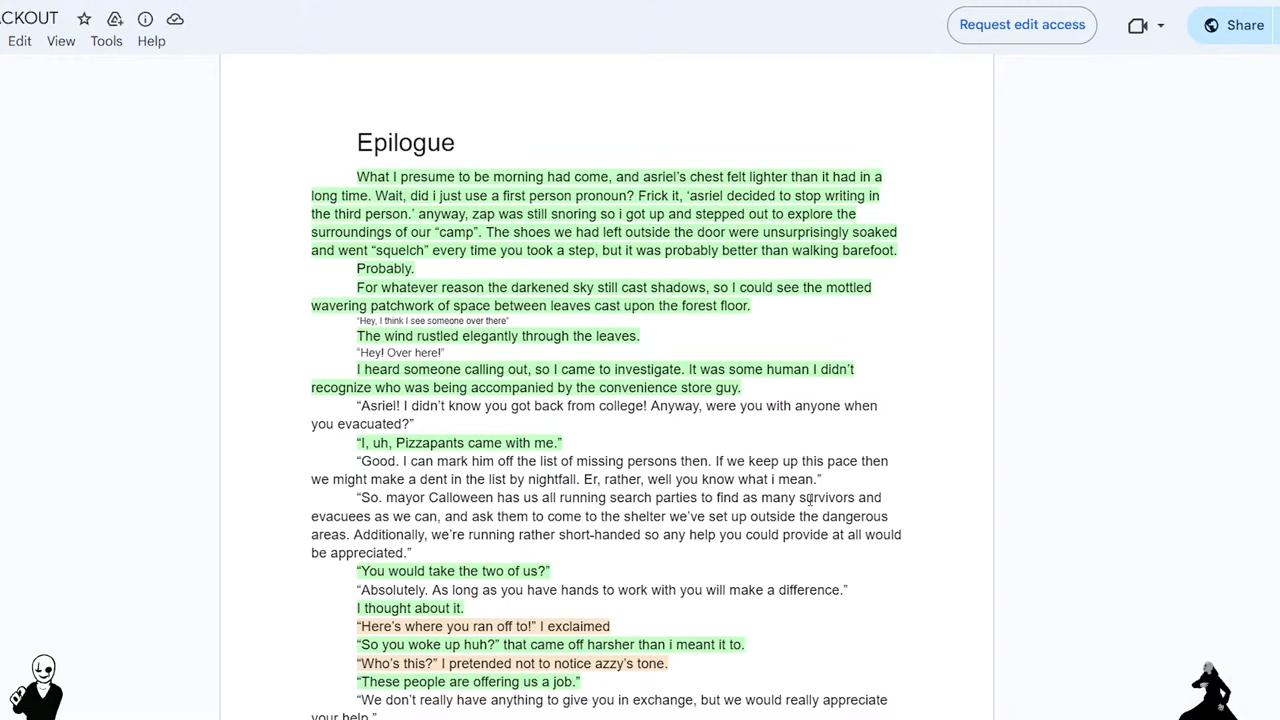 CKOUT
Request edit access
Share
Edit View Tools Help
Epilogue
What I presume to be morning had come, and asriel’s chest felt lighter than it had in a
long time. Wait, did i just use a first person pronoun? Frick it, ‘asriel decided to stop writing in
the third person.’ anyway, zap was still snoring so i got up and stepped out to explore the
surroundings of our “camp”. The shoes we had left outside the door were unsurprisingly soaked
and went “squelch” every time you took a step, but it was probably better than walking barefoot.
Probably.
For whatever reason the darkened sky still cast shadows, so I could see the mottled
wavering patchwork of space between leaves cast upon the forest floor.
“Hey, I think I see someone over there”
The wind rustled elegantly through the leaves.
“Hey! Over here!”
I heard someone calling out, so I came to investigate. It was some human I didn’t
recognize who was being accompanied by the convenience store guy.
“Asriel! I didn’t know you got back from college! Anyway, were you with anyone when
you evacuated?”
“I, uh, Pizzapants came with me.”
“Good. I can mark him off the list of missing persons then. If we keep up this pace then
we might make a dent in the list by nightfall. Er, rather, well you know what i mean.”
“So. mayor Calloween has us all running search parties to find as many survivors and
evacuees as we can, and ask them to come to the shelter we’ve set up outside the dangerous
areas. Additionally, we’re running rather short-handed so any help you could provide at all would
be appreciated.”
“You would take the two of us?”
“Absolutely. As long as you have hands to work with you will make a difference.”
I thought about it.
“Here’s where you ran off to!” I exclaimed
“So you woke up huh?” that came off harsher than i meant it to.
“Who’s this?” I pretended not to notice azzy’s tone.
“These people are offering us a job.”
“We don’t really have anything to give you in exchange, but we would really appreciate
your help.”